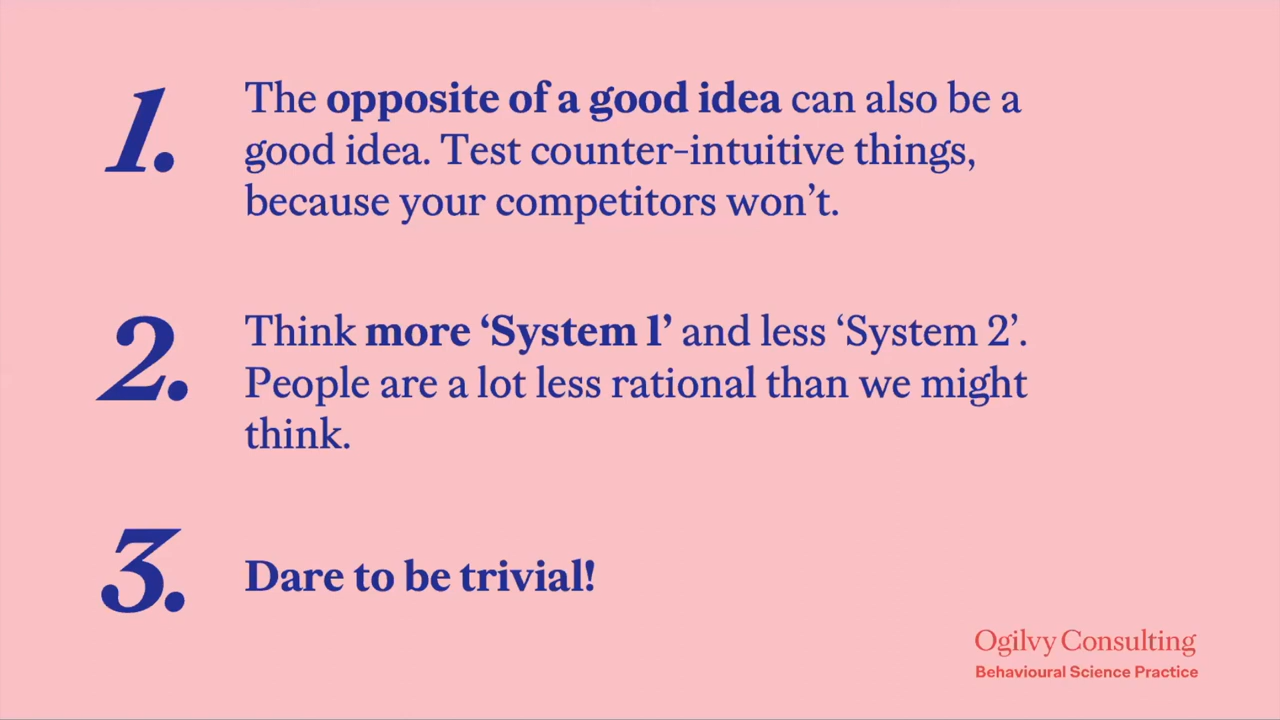 1.
The opposite of a good idea can also be a
good idea. Test counter-intuitive things,
because your competitors won’t.
2.
Think more ‘System 1’ and less ‘System 2’.
People are a lot less rational than we might
think.
3.
Dare to be trivial!
Ogilvy Consulting
Behavioural Science Practice